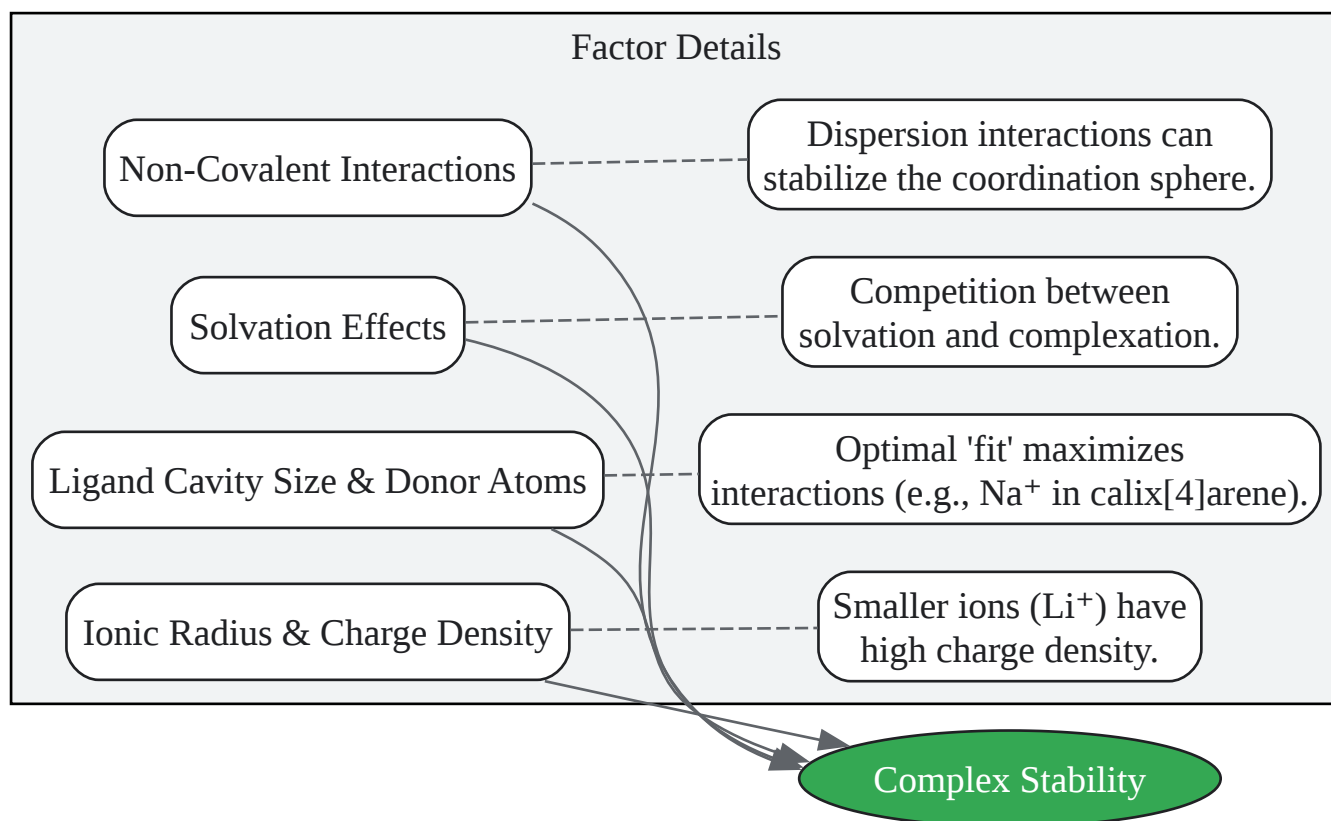 Factor Details
Non-Covalent Interactions
Dispersion interactions can
stabilize the coordination sphere.
Solvation Effects
Competition between
solvation and complexation.
Ligand Cavity Size & Donor Atoms
Optimal 'fit' maximizes
interactions (e.g., Na⁺ in calix[4]arene).
Ionic Radius & Charge Density
Smaller ions (Li⁺) have
high charge density.
Complex Stability